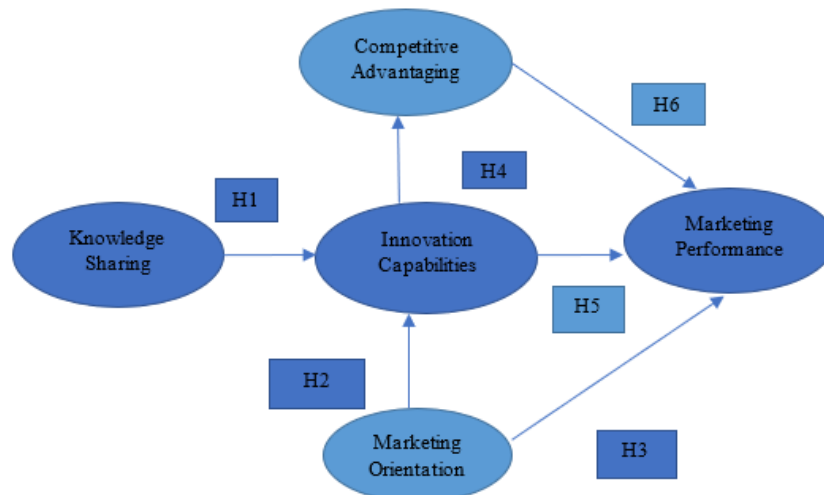 Competitive
Advantaging
H6
H4
H1
Knowledge
Sharing
Innovation
Capabilities
Marketing
Performance
H5
H2
Marketing
Orientation
H3